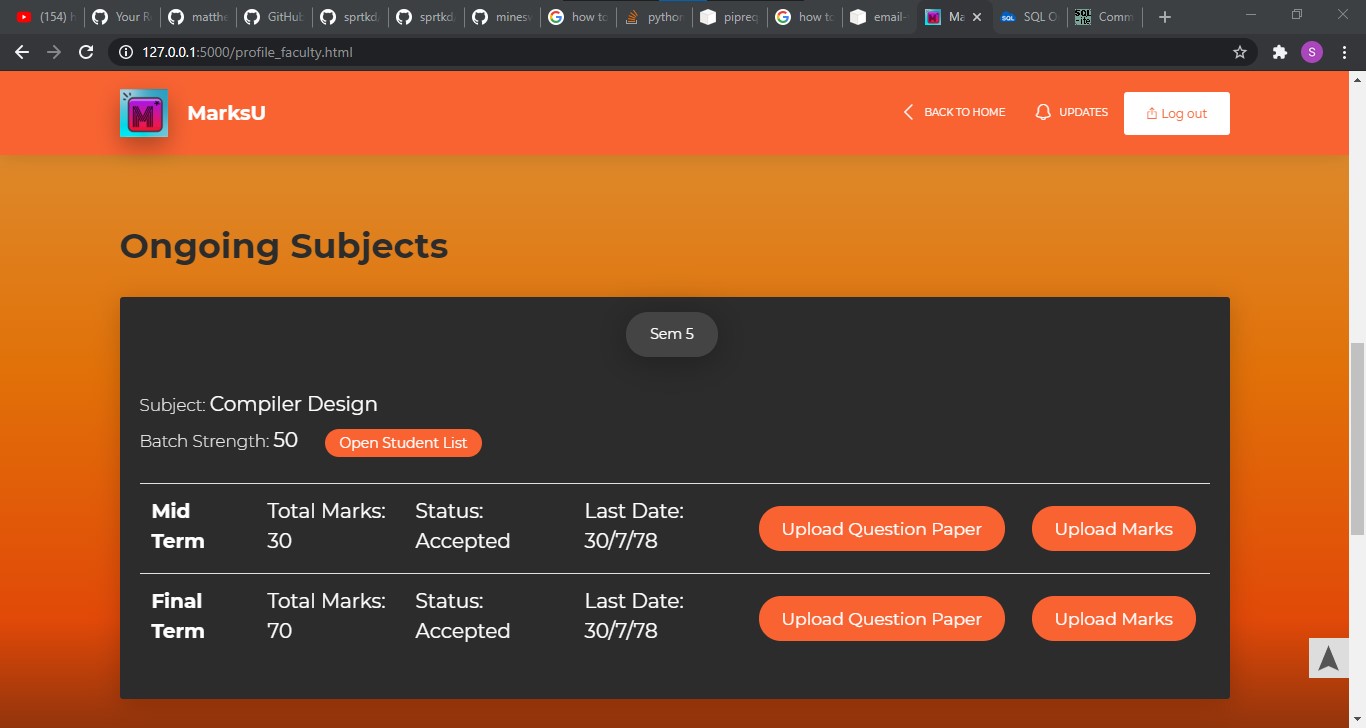 (154) h
Your R
matthe
GitHub
sprtkd
sprtkd
minesw
how to
python
pipreq
how to
email-
Ma
SQL O
Comm
127.0.0.1:5000/profile_faculty.html
S
M
MarksU
BACK TO HOME
UPDATES
Log out
Ongoing Subjects
Sem 5
Subject: Compiler Design
Batch Strength: 50 Open Student List
Mid Term
Total Marks: 30
Status: Accepted
Last Date: 30/7/78
Upload Question Paper
Upload Marks
Final Term
Total Marks: 70
Status: Accepted
Last Date: 30/7/78
Upload Question Paper
Upload Marks